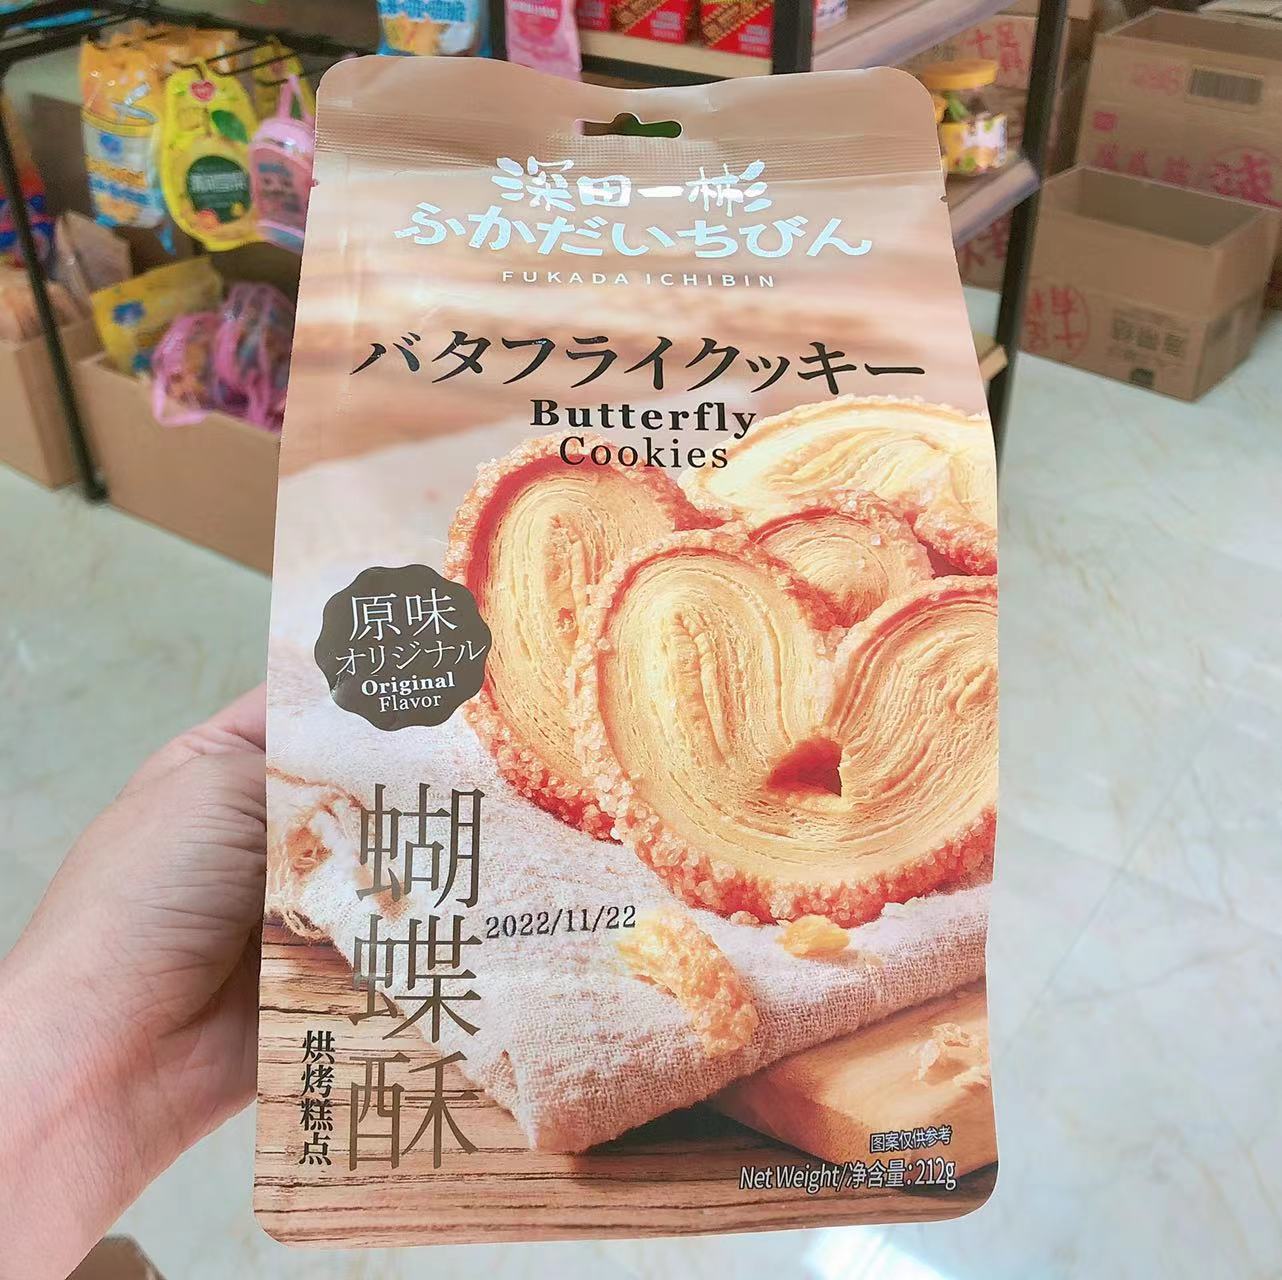 深田一彬
ふかだいちびん
FUKADA ICHIBIN
バタフライクッキー
Butterfly
Cookies
原味
オリジナル
Original
Flavor
蝴蝶酥
2022/11/22
烘烤糕点
图案仅供参考
Net Weight/净含量:212g